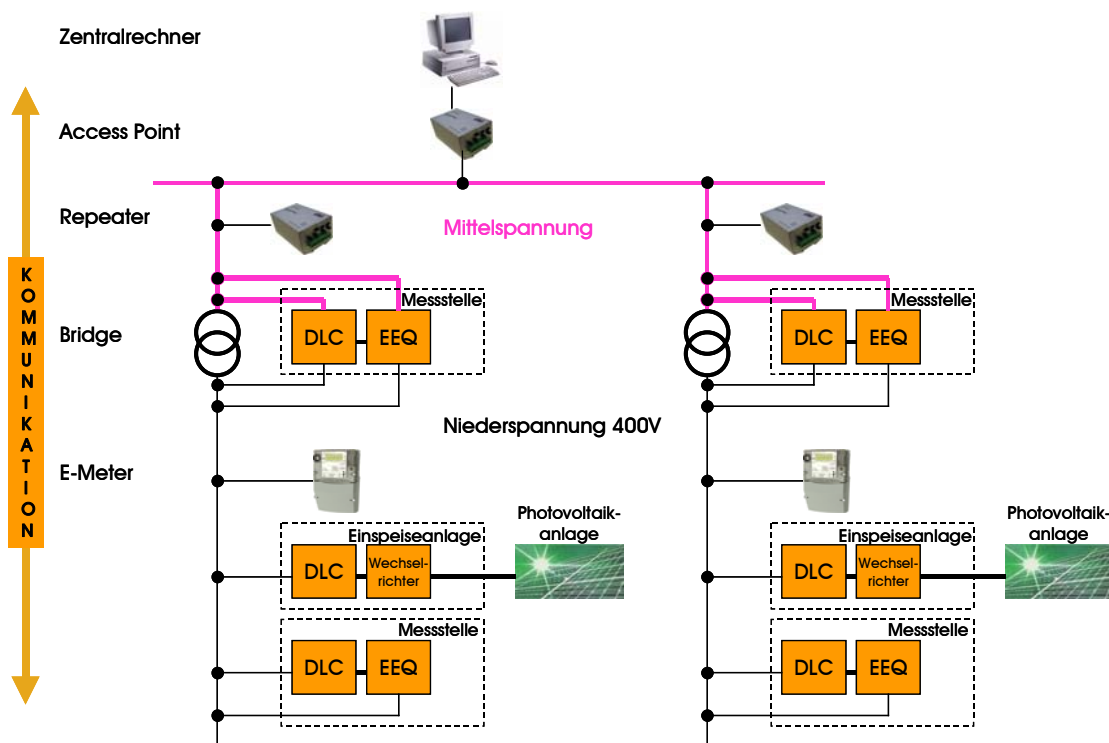 Zentralrechner
Access Point
Repeater
Mittelspannung
Messstelle
Messstelle
Bridge
DLC
EEQ
DLC
EEQ
KOMMUNIKATION
Niederspannung 400V
E-Meter
Photovoltaik-
anlage
Photovoltaik-
anlage
Einspeiseanlage
Einspeiseanlage
DLC
Wechsel-
richter
DLC
Wechsel-
richter
Messstelle
Messstelle
DLC
EEQ
DLC
EEQ